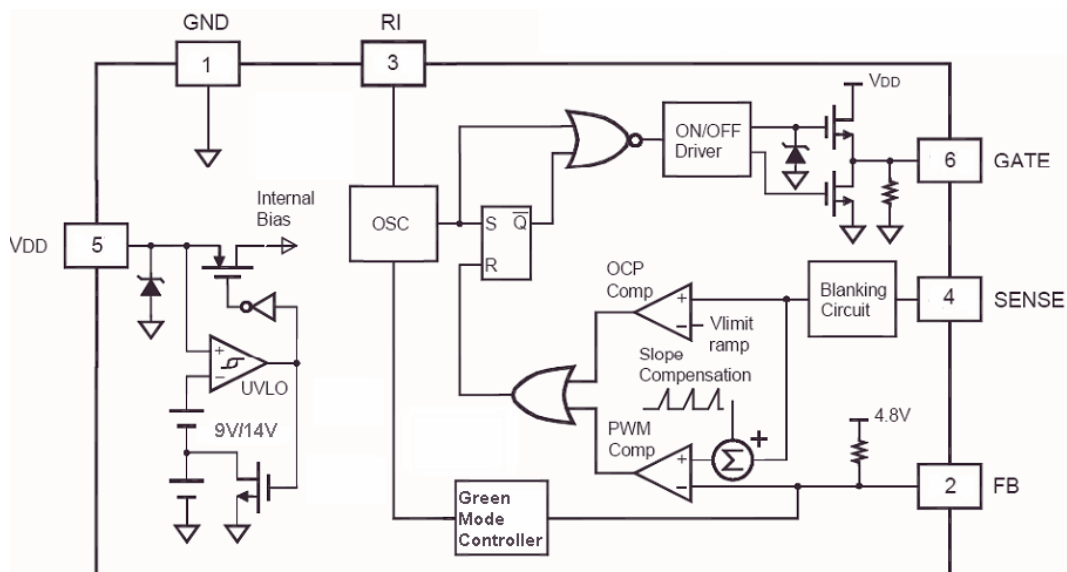 GND
RI
1
3
VDD
ON/OFF
Driver
6
GATE
Internal
Bias
OSC
S
Q
R
VDD
5
OCP
Comp
+
−
Vlimit
ramp
Blanking
Circuit
4
SENSE
+
−
UVLO
Slope
Compensation
9V/14V
PWM
Comp
+
Σ
+
−
4.8V
2
FB
Green
Mode
Controller